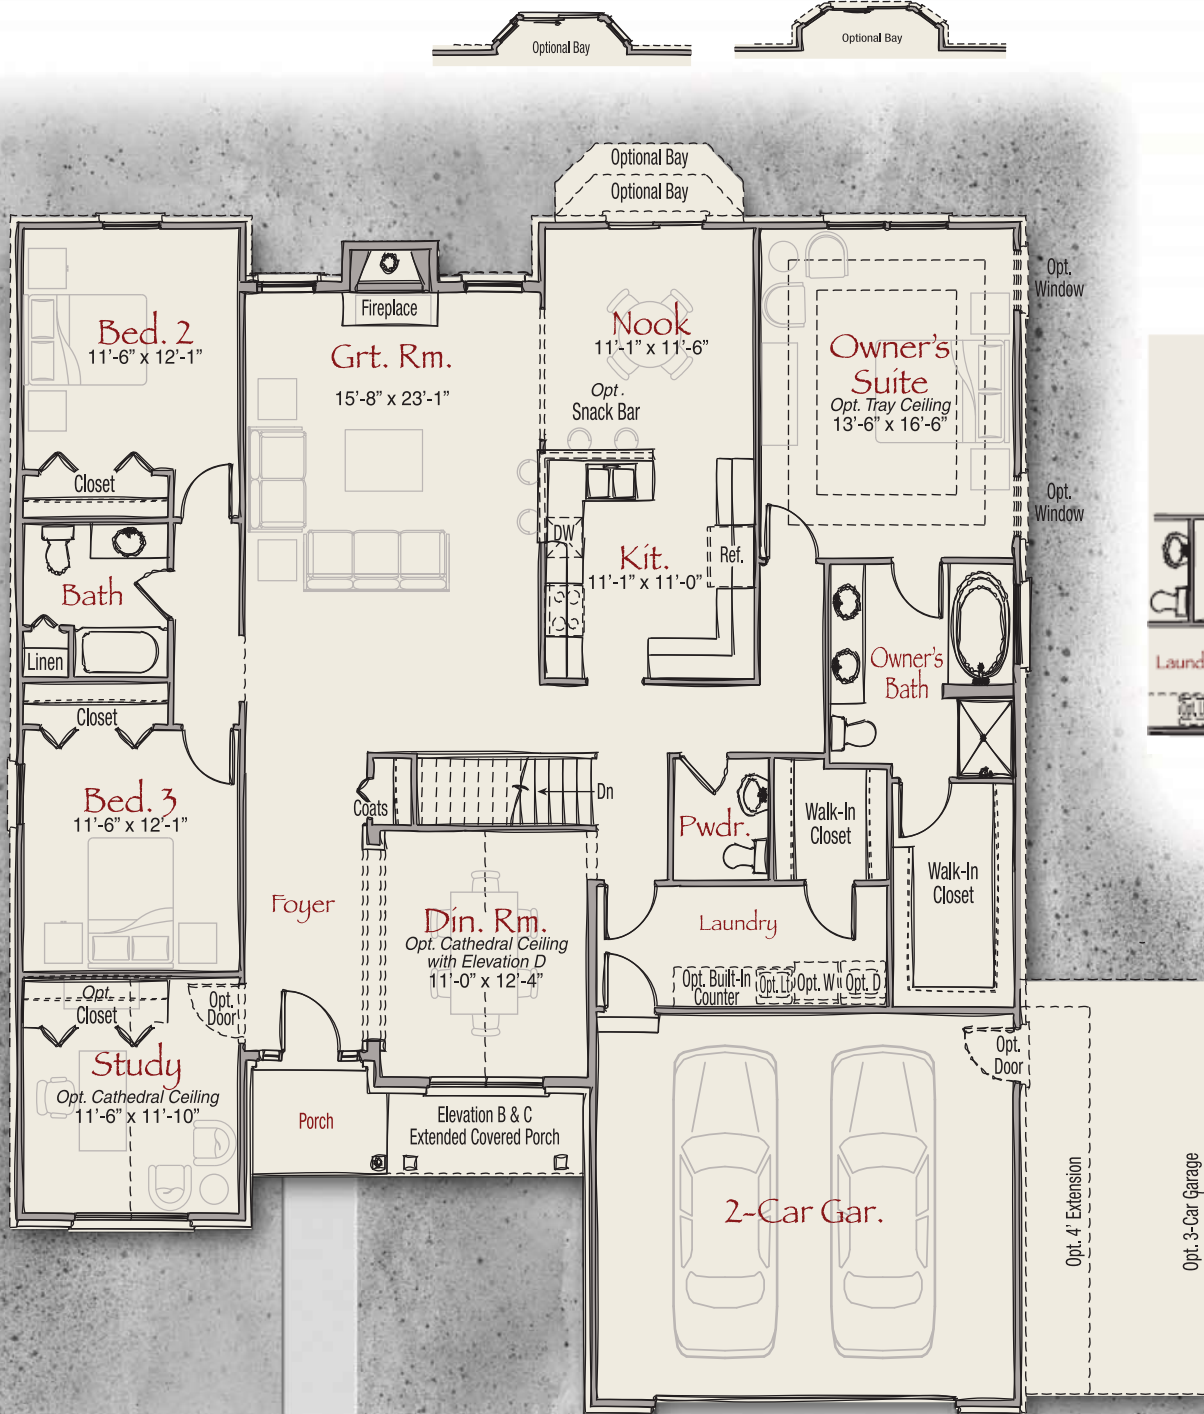 Optional Bay
Optional Bay
Optional Bay
Optional Bay
Opt.
Window
Fireplace
Bed. 2
11'-6" x 12'-1"
Grt. Rm.
15'-8" x 23'-1"
Nook
11'-1" x 11'-6"
Opt.
Snack Bar
Owner's
Suite
Opt. Tray Ceiling
13'-6" x 16'-6"
Closet
Opt.
Window
DW
Kit.
11'-1" x 11'-0"
Ref.
Bath
Linen
Owner's
Bath
Closet
Bed. 3
11'-6" x 12'-1"
Coats
Dn
Pwdr.
Walk-In
Closet
Walk-In
Closet
Foyer
Din. Rm.
Opt. Cathedral Ceiling
with Elevation D
11'-0" x 12'-4"
Laundry
Opt. Built-In
Counter
Opt. Lt
Opt. W
Opt. D
Opt.
Closet
Opt.
Door
Study
Opt. Cathedral Ceiling
11'-6" x 11'-10"
Porch
Elevation B & C
Extended Covered Porch
Opt.
Door
2-Car Gar.
Opt. 4' Extension
Opt. 3-Car Garage
Laund